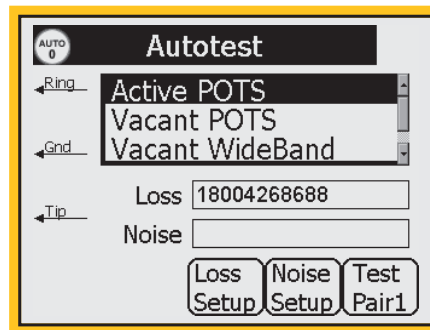 AUTO
0
Autotest
Ring
Active POTS
Vacant POTS
Gnd
Vacant WideBand
Loss 18004268688
Tip
Noise
Loss Setup
Noise Setup
Test Pair1